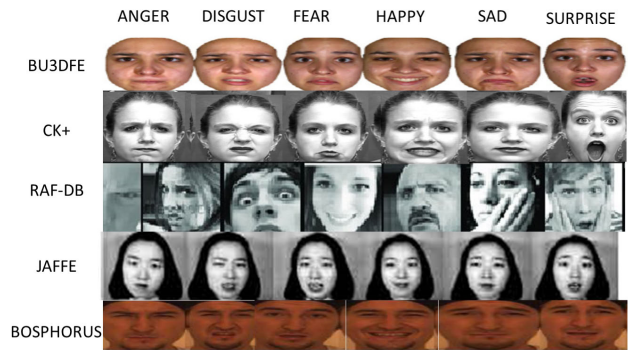 ANGER DISGUST FEAR HAPPY SAD SURPRISE
BU3DFE
CK+
RAF-DB
JAFFE
BOSPHORUS